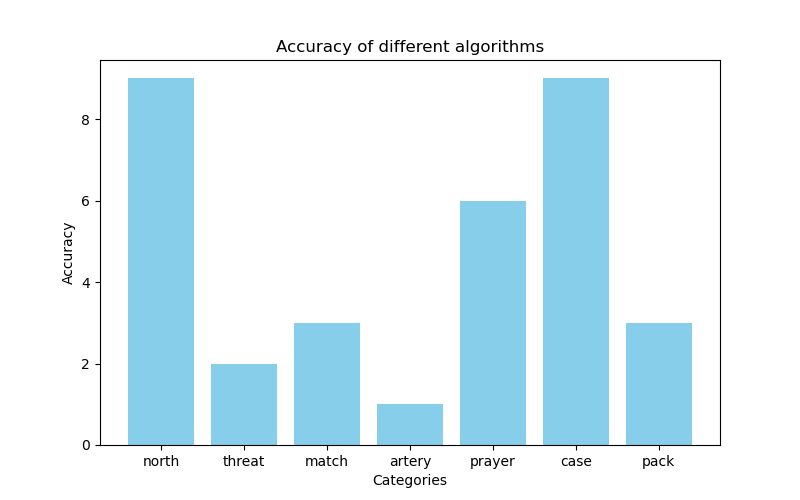 Accuracy of different algorithms
Accuracy
8
6
4
2
0
north threat match artery prayer case pack
Categories